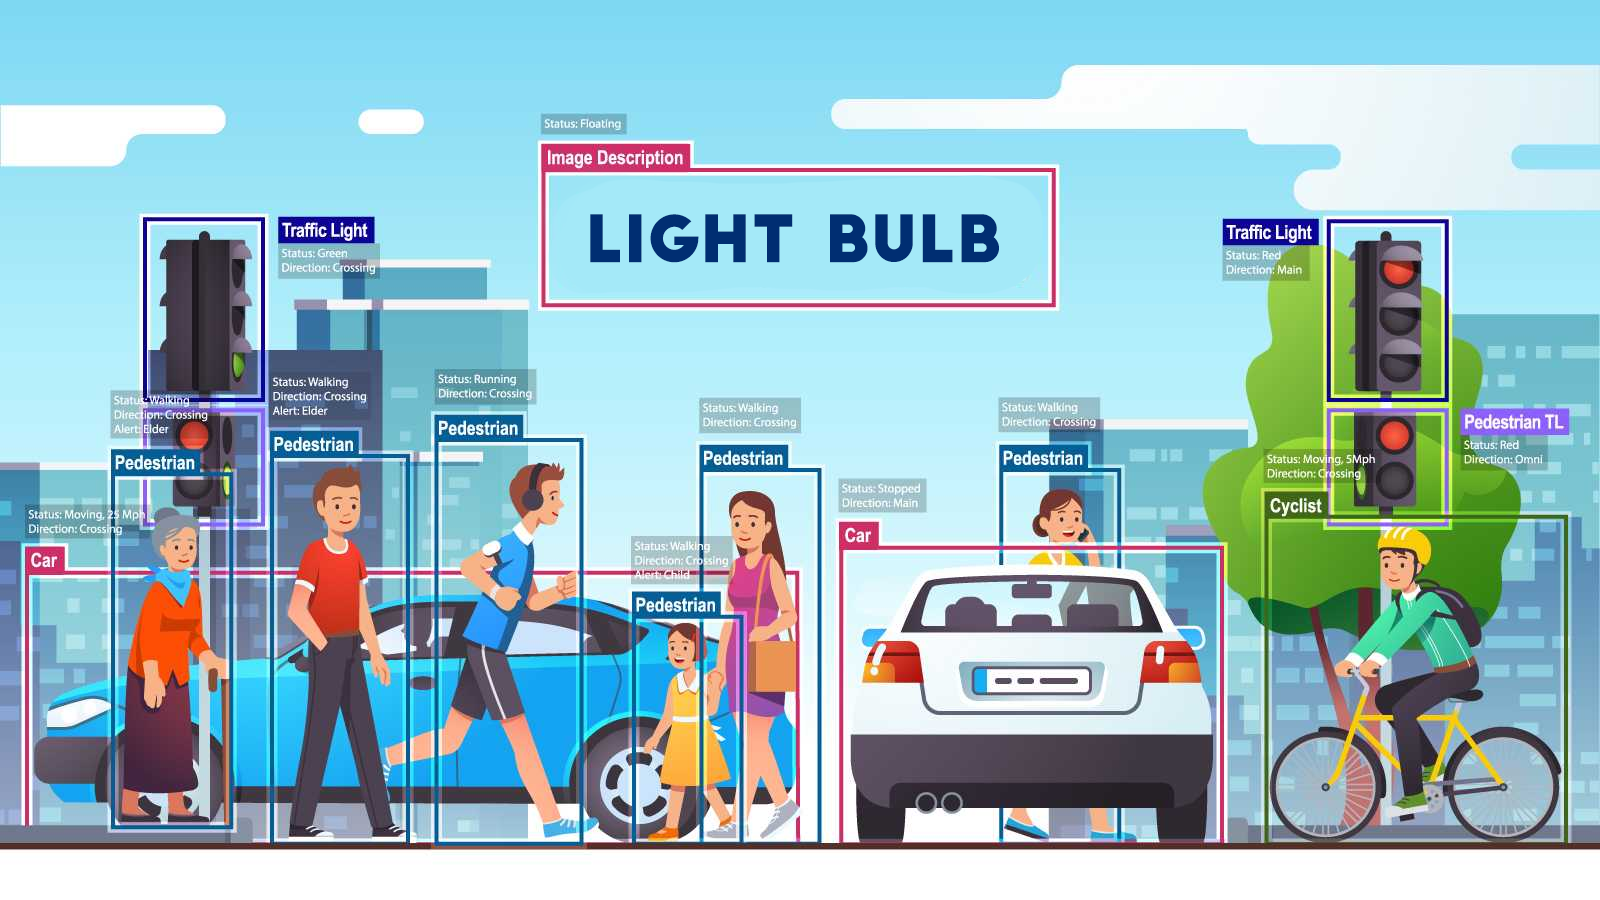 Status: Floating
Image Description
LIGHT BULB
Traffic Light
Status: Green
Direction: Crossing
Traffic Light
Status: Red
Direction: Main
Status: Walking
Direction: Crossing
Alert: Elder
Pedestrian
Status: Walking
Direction: Crossing
Alert: Elder
Pedestrian
Status: Running
Direction: Crossing
Pedestrian
Status: Walking
Direction: Crossing
Pedestrian
Status: Walking
Direction: Crossing
Alert: Child
Pedestrian
Status: Walking
Direction: Crossing
Pedestrian
Pedestrian TL
Status: Red
Direction: Omni
Status: Moving, 5Mph
Direction: Crossing
Cyclist
Status: Stopped
Direction: Main
Car
Status: Moving, 25 Mph
Direction: Crossing
Car